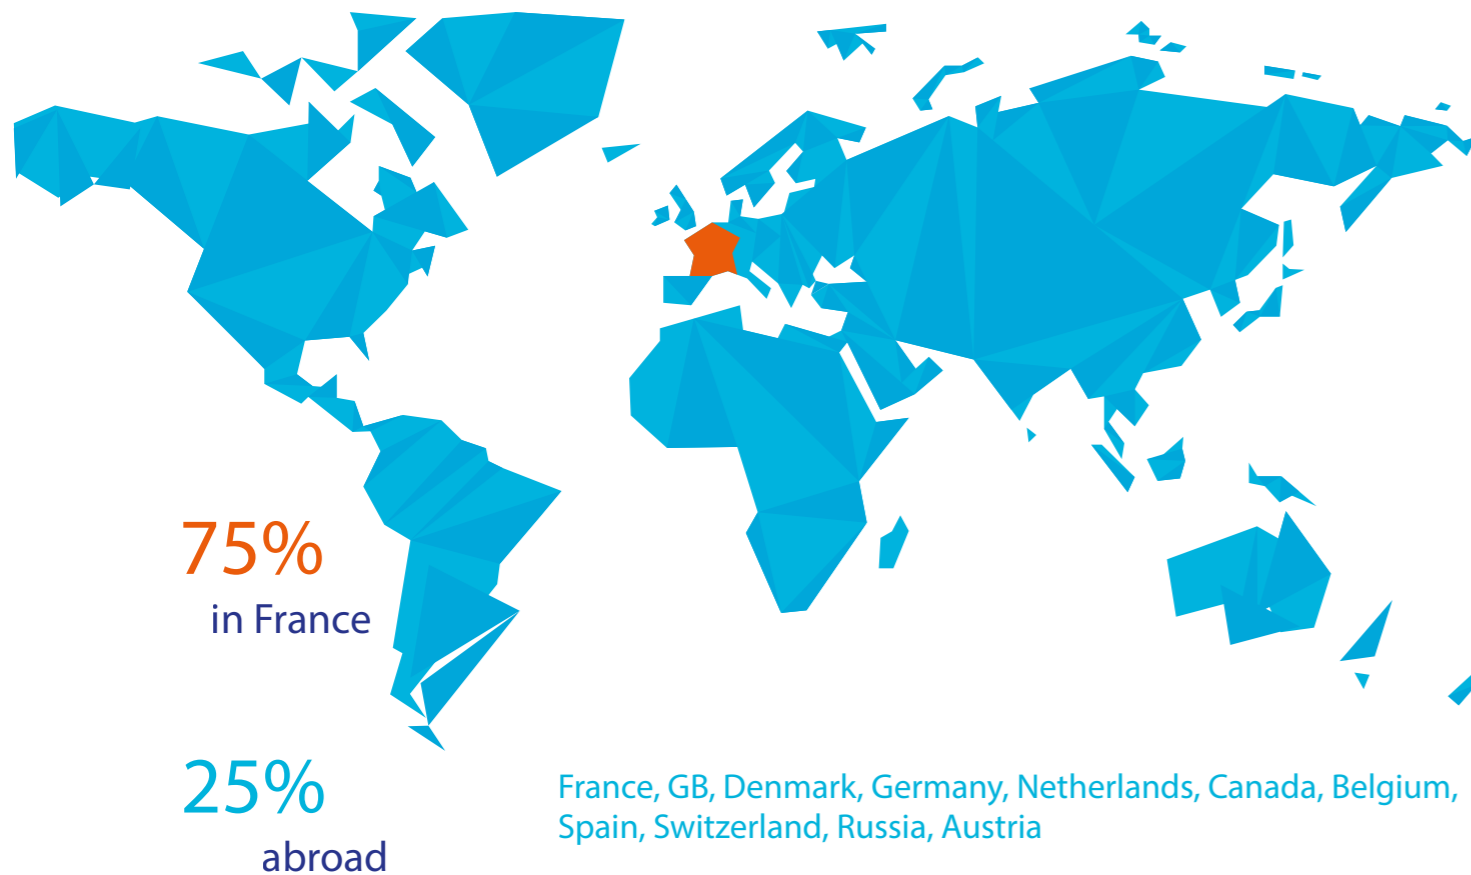 75%
in France
25%
abroad
France, GB, Denmark, Germany, Netherlands, Canada, Belgium,
Spain, Switzerland, Russia, Austria